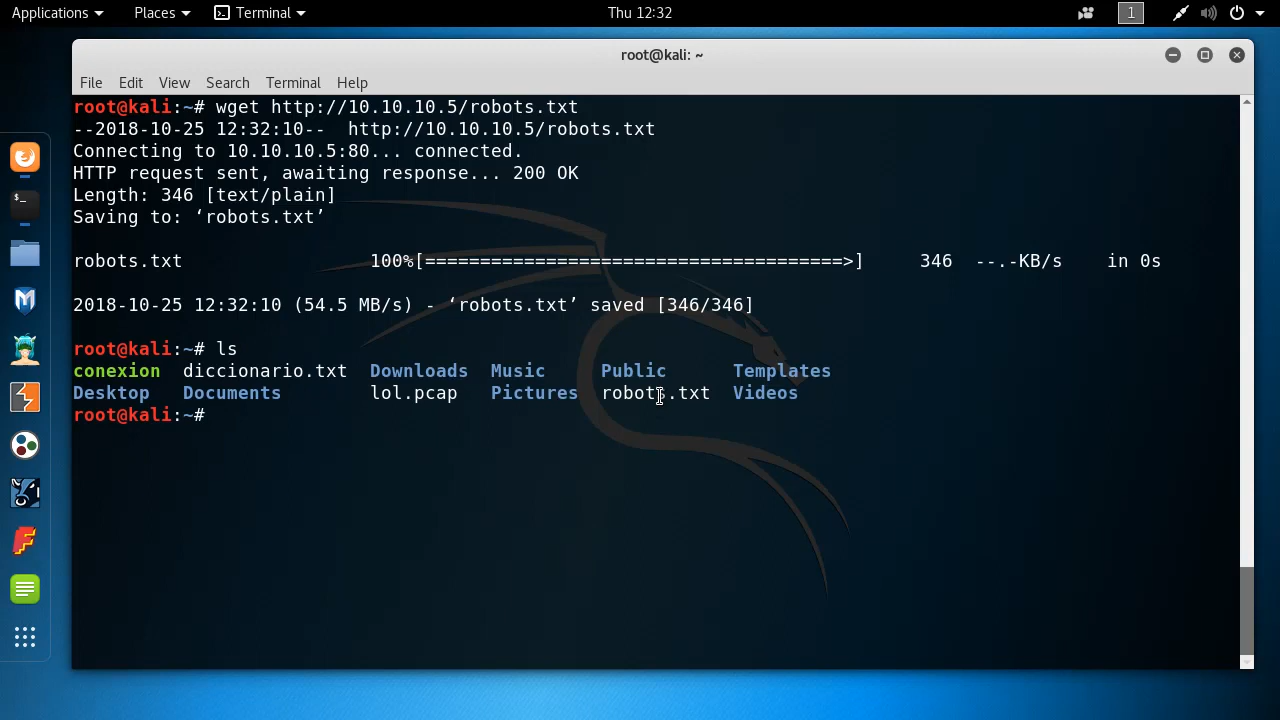 Applications Places Terminal Thu 12:32 1
root@kali: ~
File Edit View Search Terminal Help
root@kali:~# wget http://10.10.10.5/robots.txt
--2018-10-25 12:32:10--  http://10.10.10.5/robots.txt
Connecting to 10.10.10.5:80... connected.
HTTP request sent, awaiting response... 200 OK
Length: 346 [text/plain]
Saving to: ‘robots.txt’
robots.txt 100%[======================================>] 346 --.-KB/s in 0s
2018-10-25 12:32:10 (54.5 MB/s) - ‘robots.txt’ saved [346/346]
root@kali:~# ls
conexion diccionario.txt Downloads Music Public Templates
Desktop Documents lol.pcap Pictures robots.txt Videos
root@kali:~#